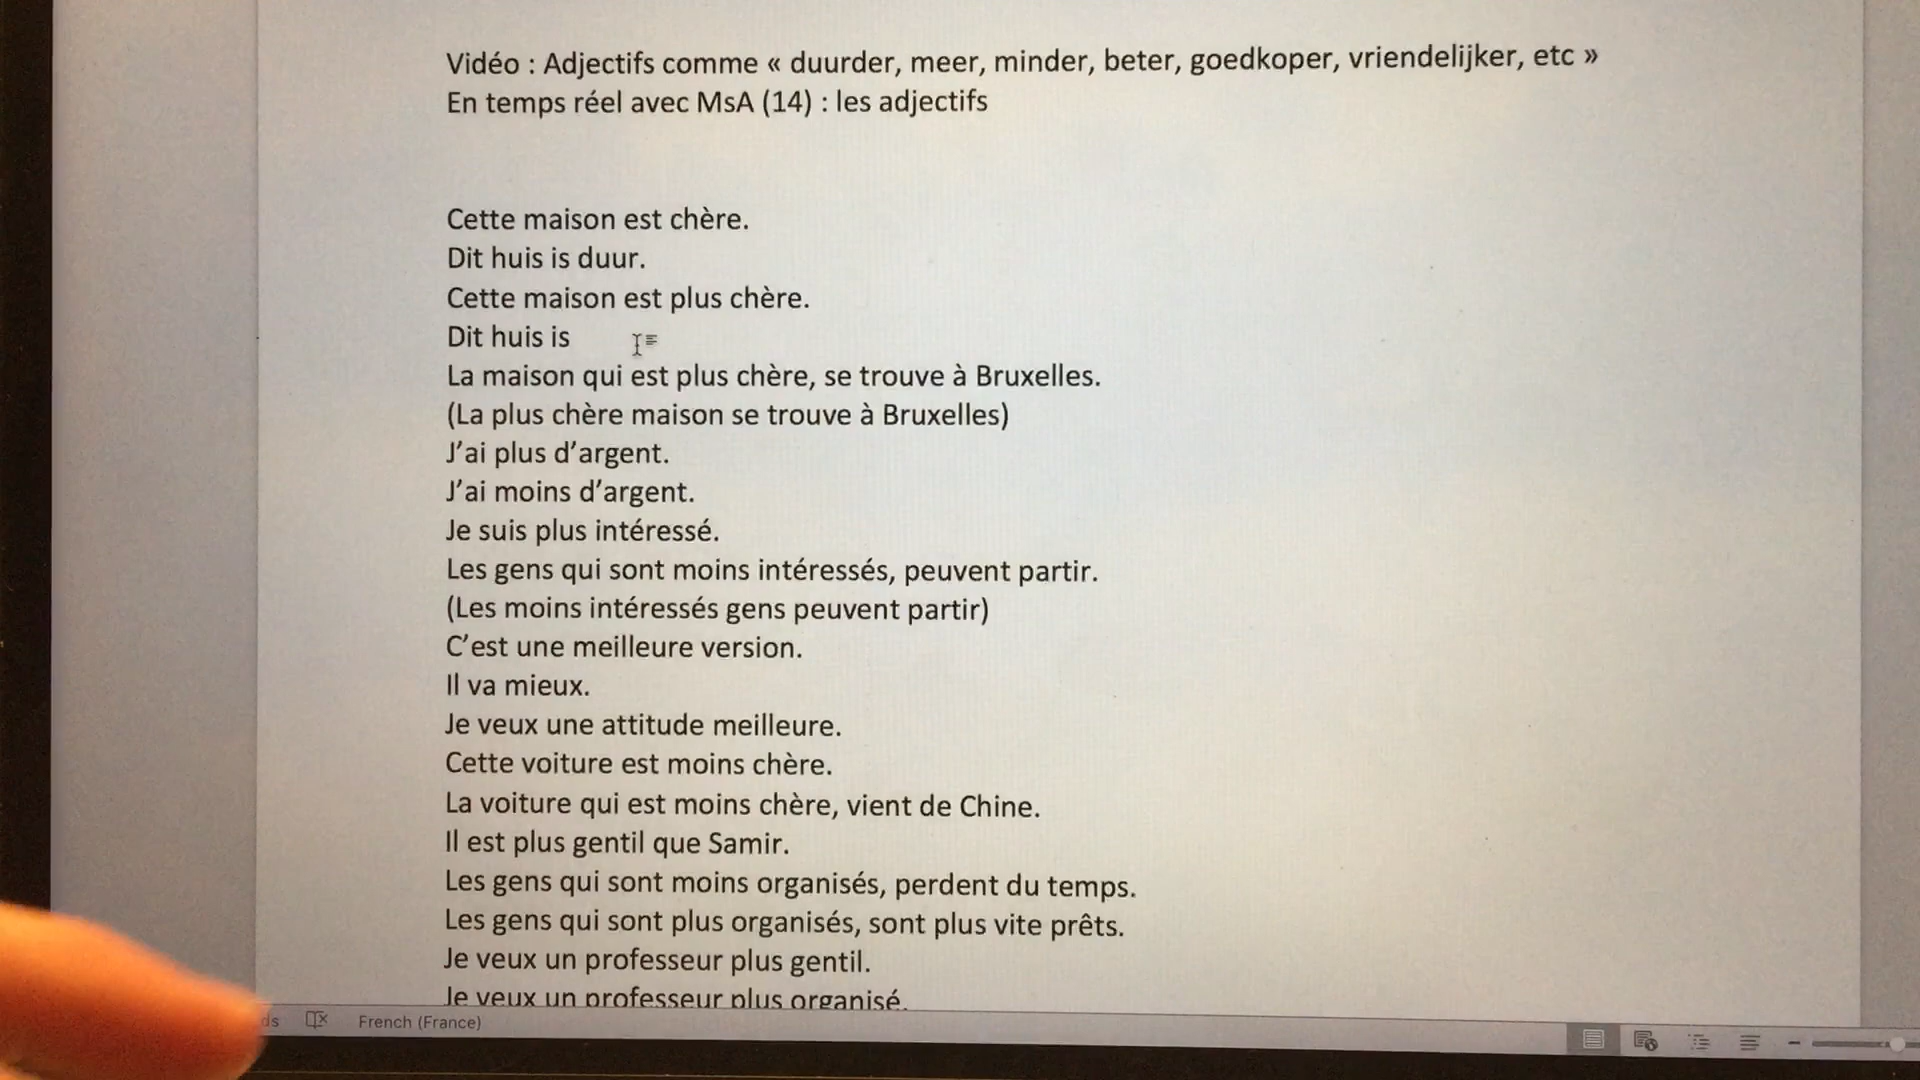 Vidéo : Adjectifs comme « duurder, meer, minder, beter, goedkoper, vriendelijker, etc »
En temps réel avec MsA (14) : les adjectifs
Cette maison est chère.
Dit huis is duur.
Cette maison est plus chère.
Dit huis is
La maison qui est plus chère, se trouve à Bruxelles.
(La plus chère maison se trouve à Bruxelles)
J’ai plus d’argent.
J’ai moins d’argent.
Je suis plus intéressé.
Les gens qui sont moins intéressés, peuvent partir.
(Les moins intéressés gens peuvent partir)
C’est une meilleure version.
Il va mieux.
Je veux une attitude meilleure.
Cette voiture est moins chère.
La voiture qui est moins chère, vient de Chine.
Il est plus gentil que Samir.
Les gens qui sont moins organisés, perdent du temps.
Les gens qui sont plus organisés, sont plus vite prêts.
Je veux un professeur plus gentil.
Je veux un professeur plus organisé.
French (France)